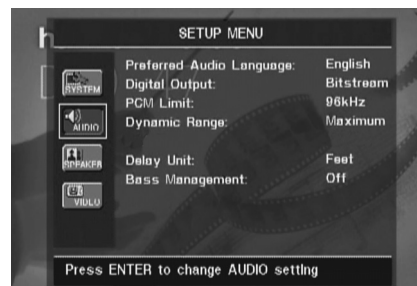 SETUP MENU
Preferred Audio Language: English
Digital Output: Bitstream
PCM Limit: 96kHz
Dynamic Range: Maximum
Delay Unit: Feet
Bass Management: Off
SYSTEM
AUDIO
SPEAKER
VIDEO
Press ENTER to change AUDIO setting